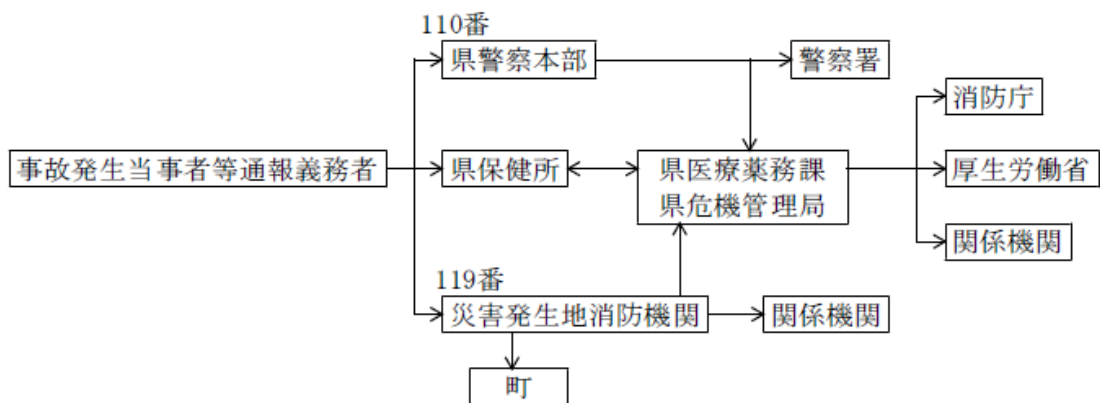 110番
県警察本部
警察署
消防庁
事故発生当事者等通報義務者
県保健所
県医療薬務課
県危機管理局
厚生労働省
関係機関
119番
災害発生地消防機関
関係機関
町